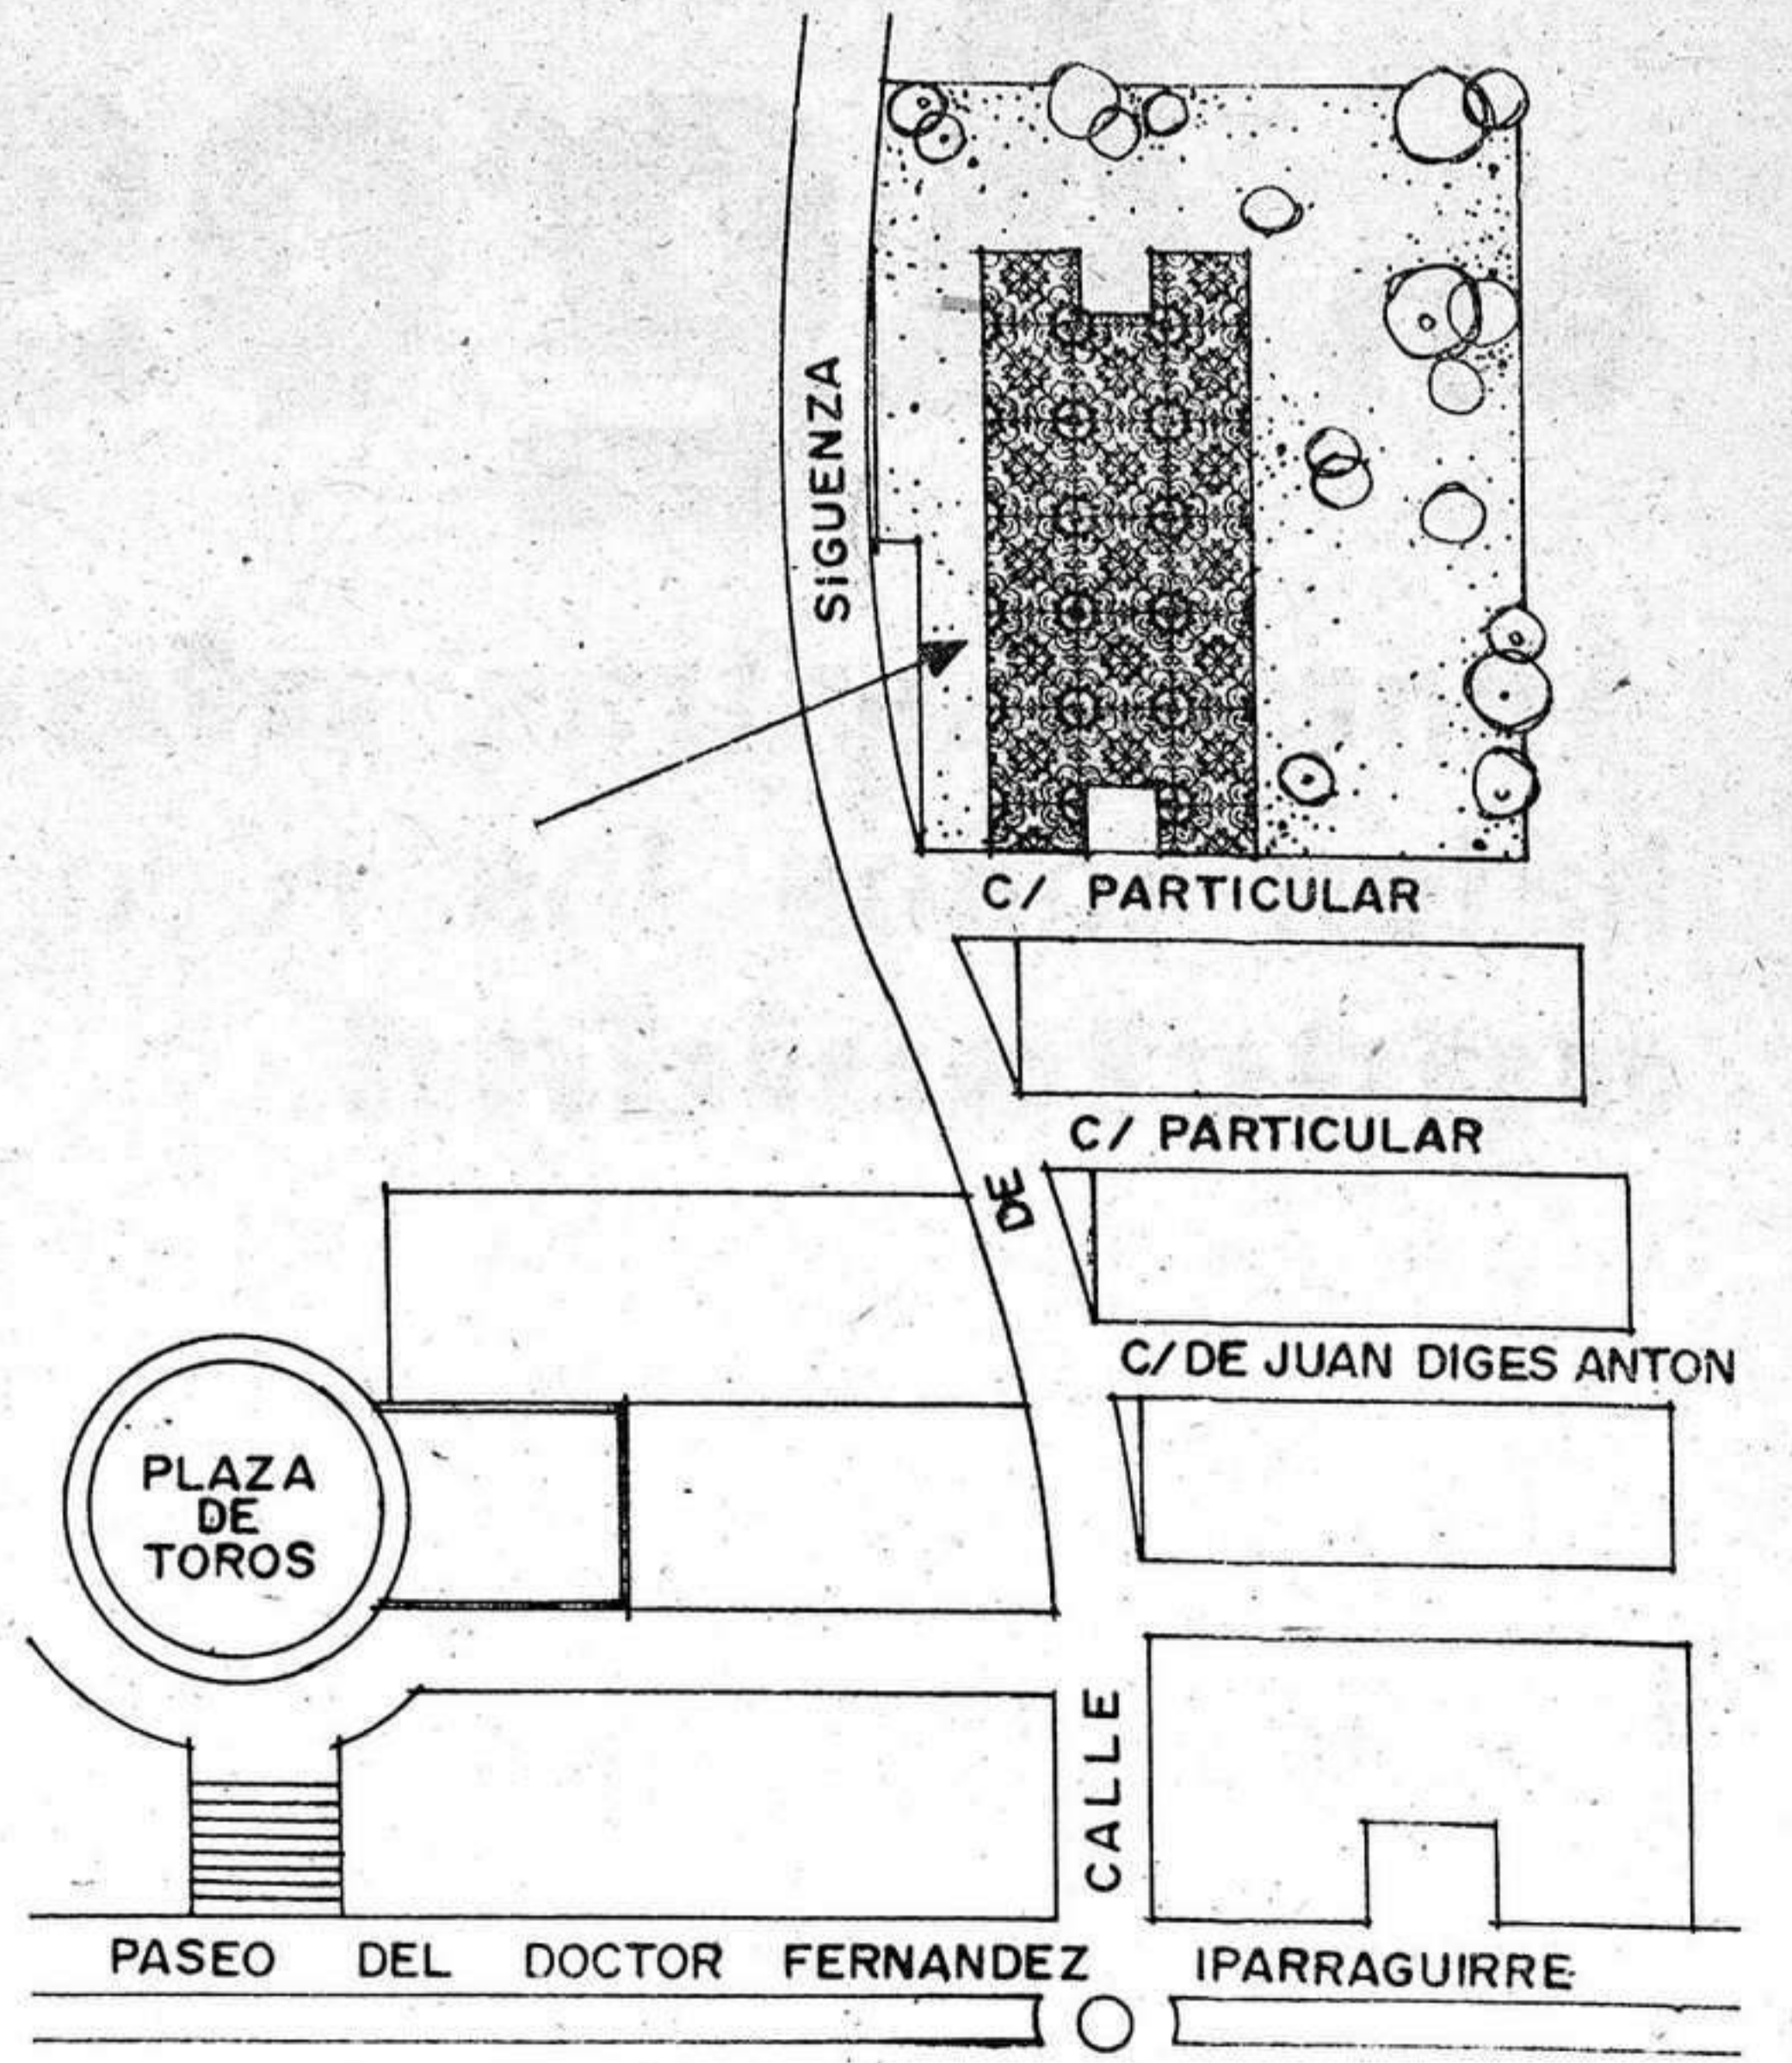 SIGUENZA
C/ PARTICULAR
C/ PARTICULAR
DE
C/ DE JUAN DIGES ANTON
PLAZA
DE
TOROS
CALLE
PASEO DEL DOCTOR FERNANDEZ IPARRAGUIRRE